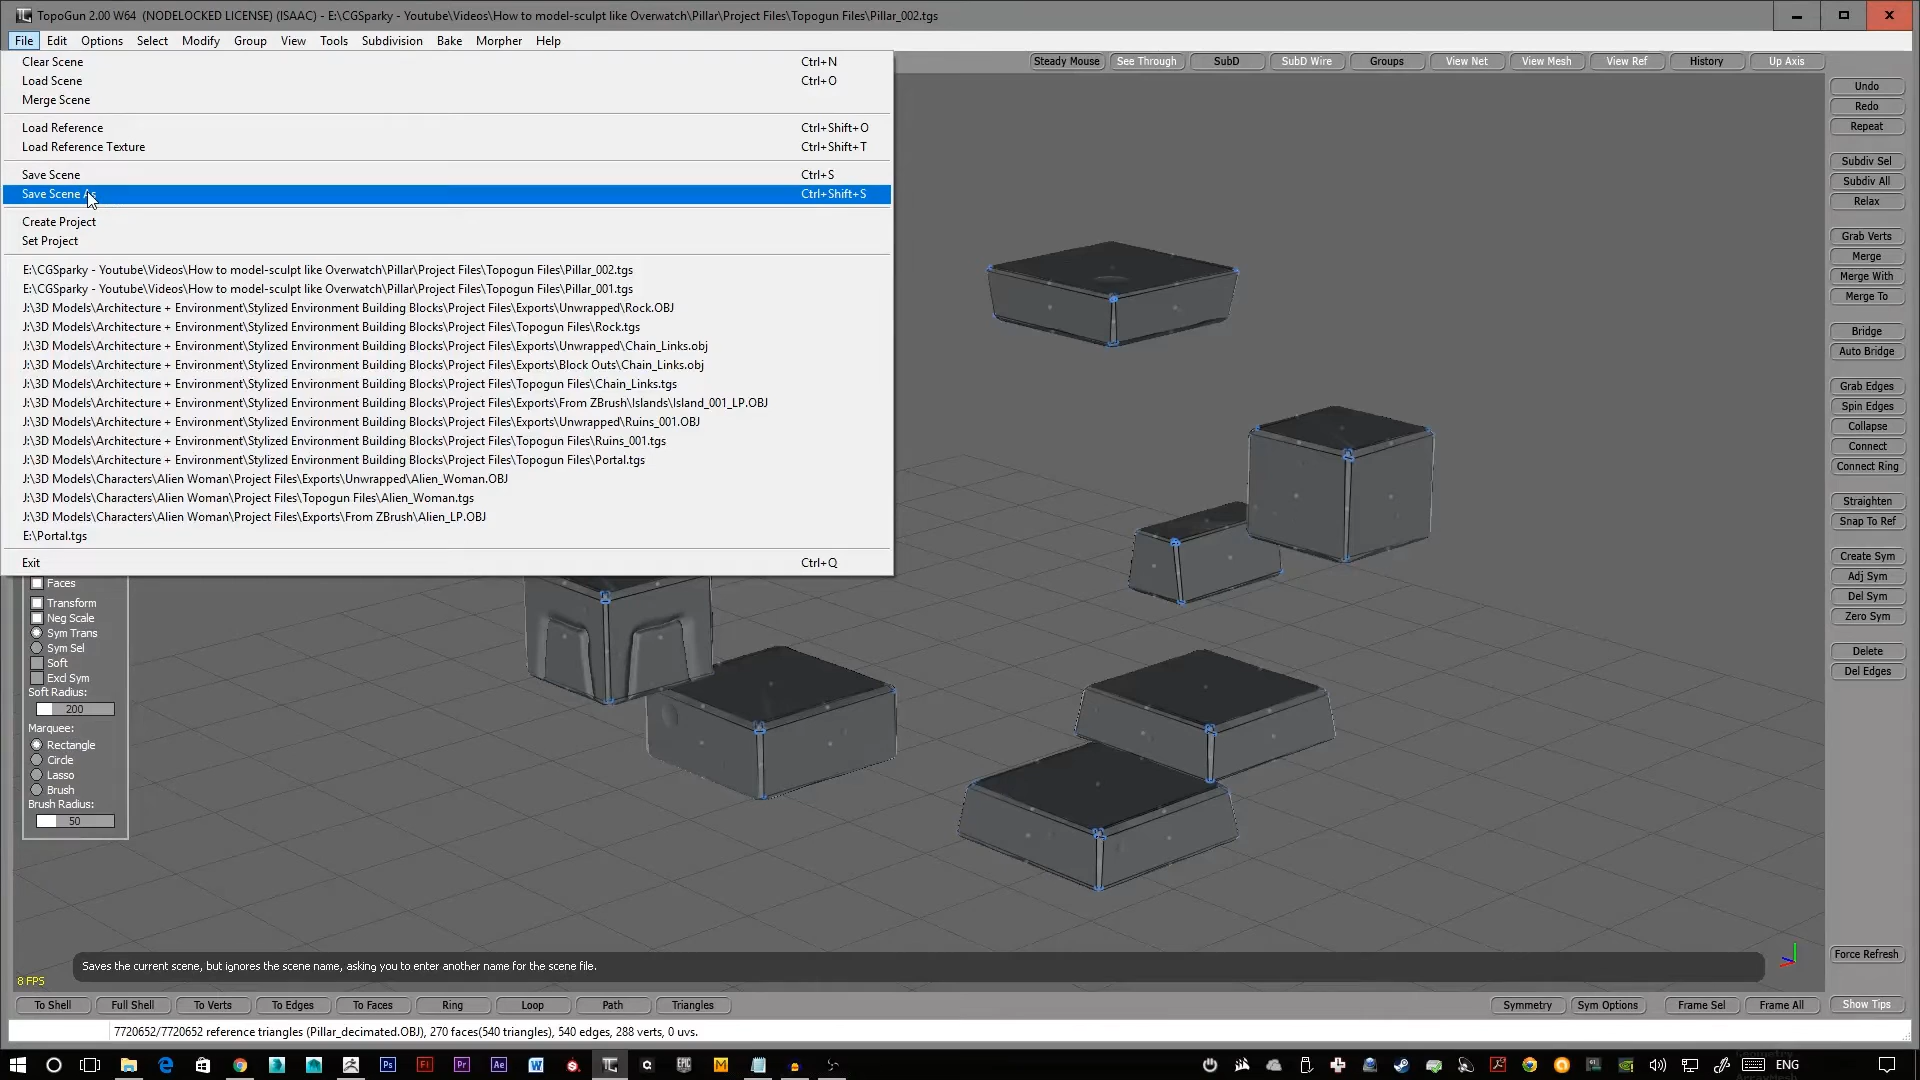 TopoGun 2.00 W64 (NODELOCKED LICENSE) (ISAAC) - E:\CGSparky - Youtube\Videos\How to model-sculpt like Overwatch\Pillar\Project Files\Topogun Files\Pillar_002.tgs
File Edit Options Select Modify Group View Tools Subdivision Bake Morpher Help
Steady Mouse See Through SubD SubD Wire Groups View Net View Mesh View Ref History Up Axis
Clear Scene Ctrl+N
Load Scene Ctrl+O
Merge Scene
Load Reference Ctrl+Shift+O
Load Reference Texture Ctrl+Shift+T
Save Scene Ctrl+S
Save Scene As Ctrl+Shift+S
Create Project
Set Project
E:\CGSparky - Youtube\Videos\How to model-sculpt like Overwatch\Pillar\Project Files\Topogun Files\Pillar_002.tgs
E:\CGSparky - Youtube\Videos\How to model-sculpt like Overwatch\Pillar\Project Files\Topogun Files\Pillar_001.tgs
J:\3D Models\Architecture + Environment\Stylized Environment Building Blocks\Project Files\Exports\Unwrapped\Rock.OBJ
J:\3D Models\Architecture + Environment\Stylized Environment Building Blocks\Project Files\Topogun Files\Rock.tgs
J:\3D Models\Architecture + Environment\Stylized Environment Building Blocks\Project Files\Exports\Unwrapped\Chain_Links.obj
J:\3D Models\Architecture + Environment\Stylized Environment Building Blocks\Project Files\Exports\Block Outs\Chain_Links.obj
J:\3D Models\Architecture + Environment\Stylized Environment Building Blocks\Project Files\Topogun Files\Chain_Links.tgs
J:\3D Models\Architecture + Environment\Stylized Environment Building Blocks\Project Files\Exports\From ZBrush\Islands\Island_001_LP.OBJ
J:\3D Models\Architecture + Environment\Stylized Environment Building Blocks\Project Files\Exports\Unwrapped\Ruins_001.OBJ
J:\3D Models\Architecture + Environment\Stylized Environment Building Blocks\Project Files\Topogun Files\Ruins_001.tgs
J:\3D Models\Architecture + Environment\Stylized Environment Building Blocks\Project Files\Topogun Files\Portal.tgs
J:\3D Models\Characters\Alien Woman\Project Files\Exports\Unwrapped\Alien_Woman.OBJ
J:\3D Models\Characters\Alien Woman\Project Files\Topogun Files\Alien_Woman.tgs
J:\3D Models\Characters\Alien Woman\Project Files\Exports\From ZBrush\Alien_LP.OBJ
E:\Portal.tgs
Exit Ctrl+Q
Faces
Transform
Neg Scale
Sym Trans
Sym Sel
Soft
Excl Sym
Soft Radius:
200
Marquee:
Rectangle
Circle
Lasso
Brush
Brush Radius:
50
Undo
Redo
Repeat
Subdiv Sel
Subdiv All
Relax
Grab Verts
Merge
Merge With
Merge To
Bridge
Auto Bridge
Grab Edges
Spin Edges
Collapse
Connect
Connect Ring
Straighten
Snap To Ref
Create Sym
Adj Sym
Del Sym
Zero Sym
Delete
Del Edges
Force Refresh
Saves the current scene, but ignores the scene name, asking you to enter another name for the scene file.
8 FPS
To Shell Full Shell To Verts To Edges To Faces Ring Loop Path Triangles Symmetry Sym Options Frame Sel Frame All Show Tips
7720652/7720652 reference triangles (Pillar_decimated.OBJ), 270 faces(540 triangles), 540 edges, 288 verts, 0 uvs.
ENG